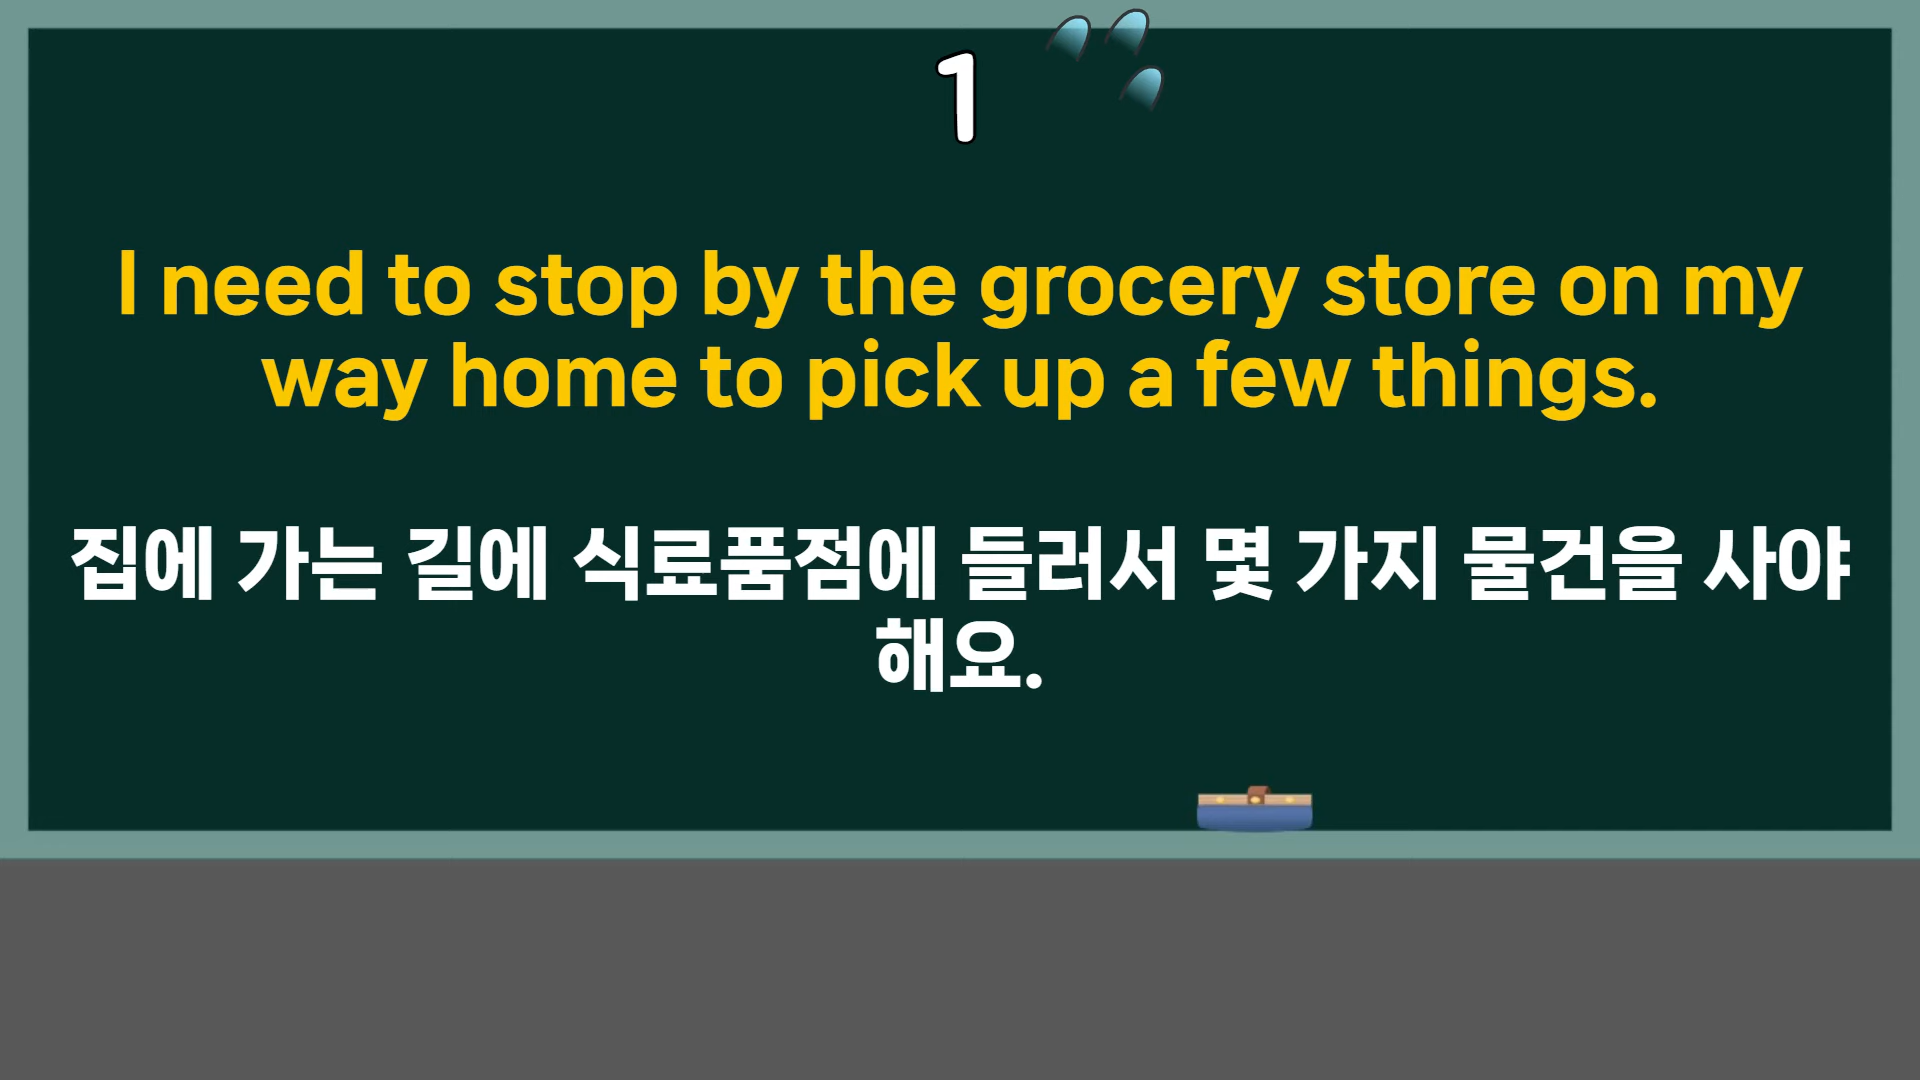 1
I need to stop by the grocery store on my
way home to pick up a few things.
집에 가는 길에 식료품점에 들러서 몇 가지 물건을 사야
해요.